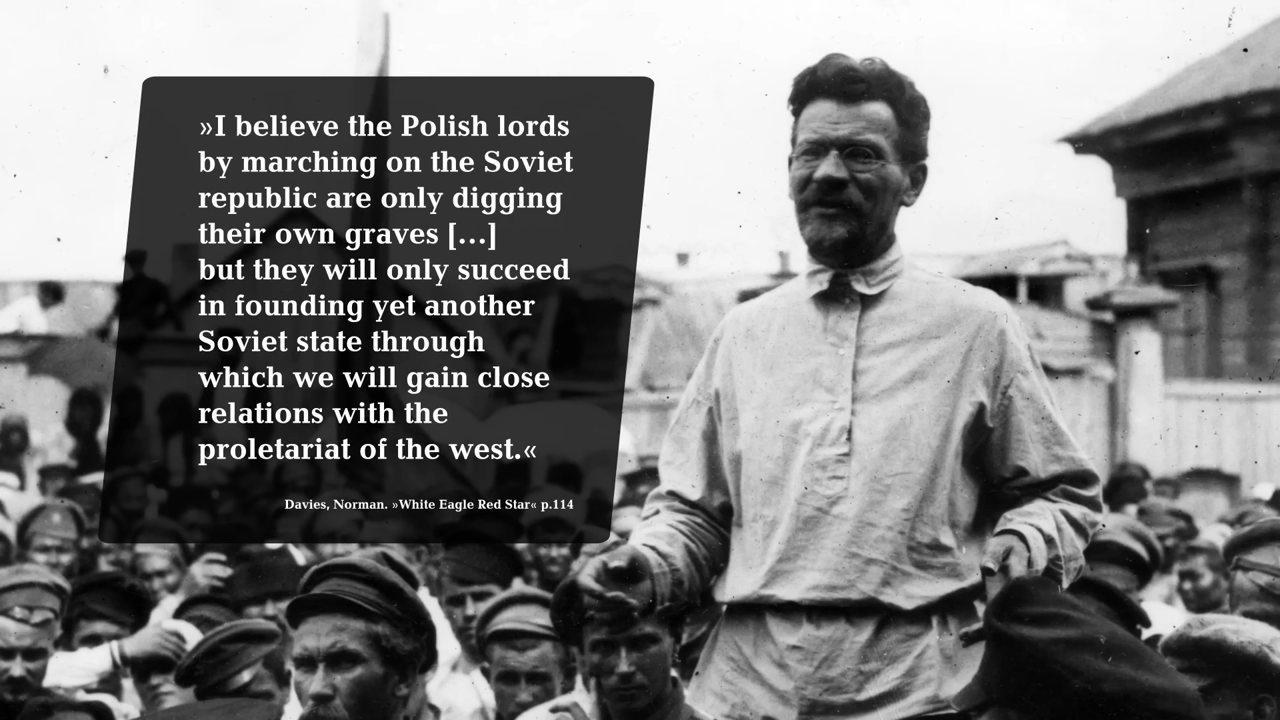 »I believe the Polish lords
by marching on the Soviet
republic are only digging
their own graves [...]
but they will only succeed
in founding yet another
Soviet state through
which we will gain close
relations with the
proletariat of the west.«
Davies, Norman. »White Eagle Red Star« p.114